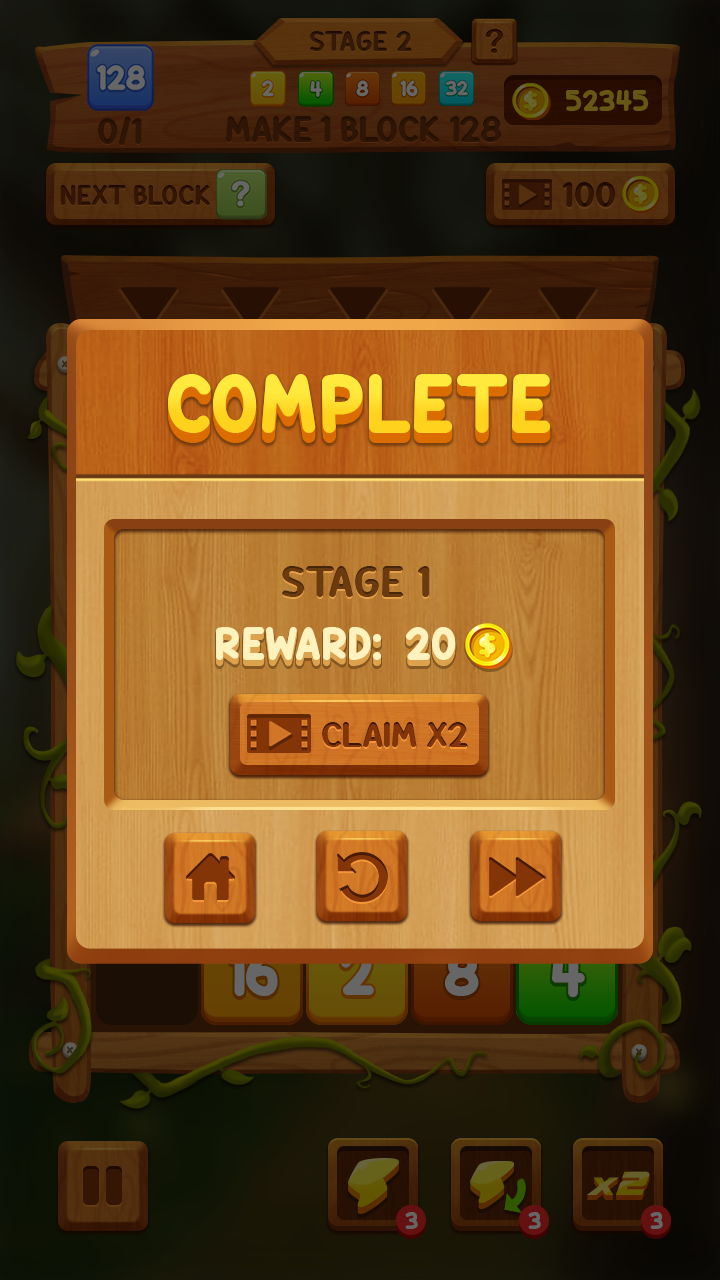 STAGE 2
?
128
2 4 8 16 32
52345
0/1
MAKE 1 BLOCK 128
NEXT BLOCK ?
100
COMPLETE
STAGE 1
REWARD: 20
CLAIM X2
16 2 8 4
x2
3 3 3